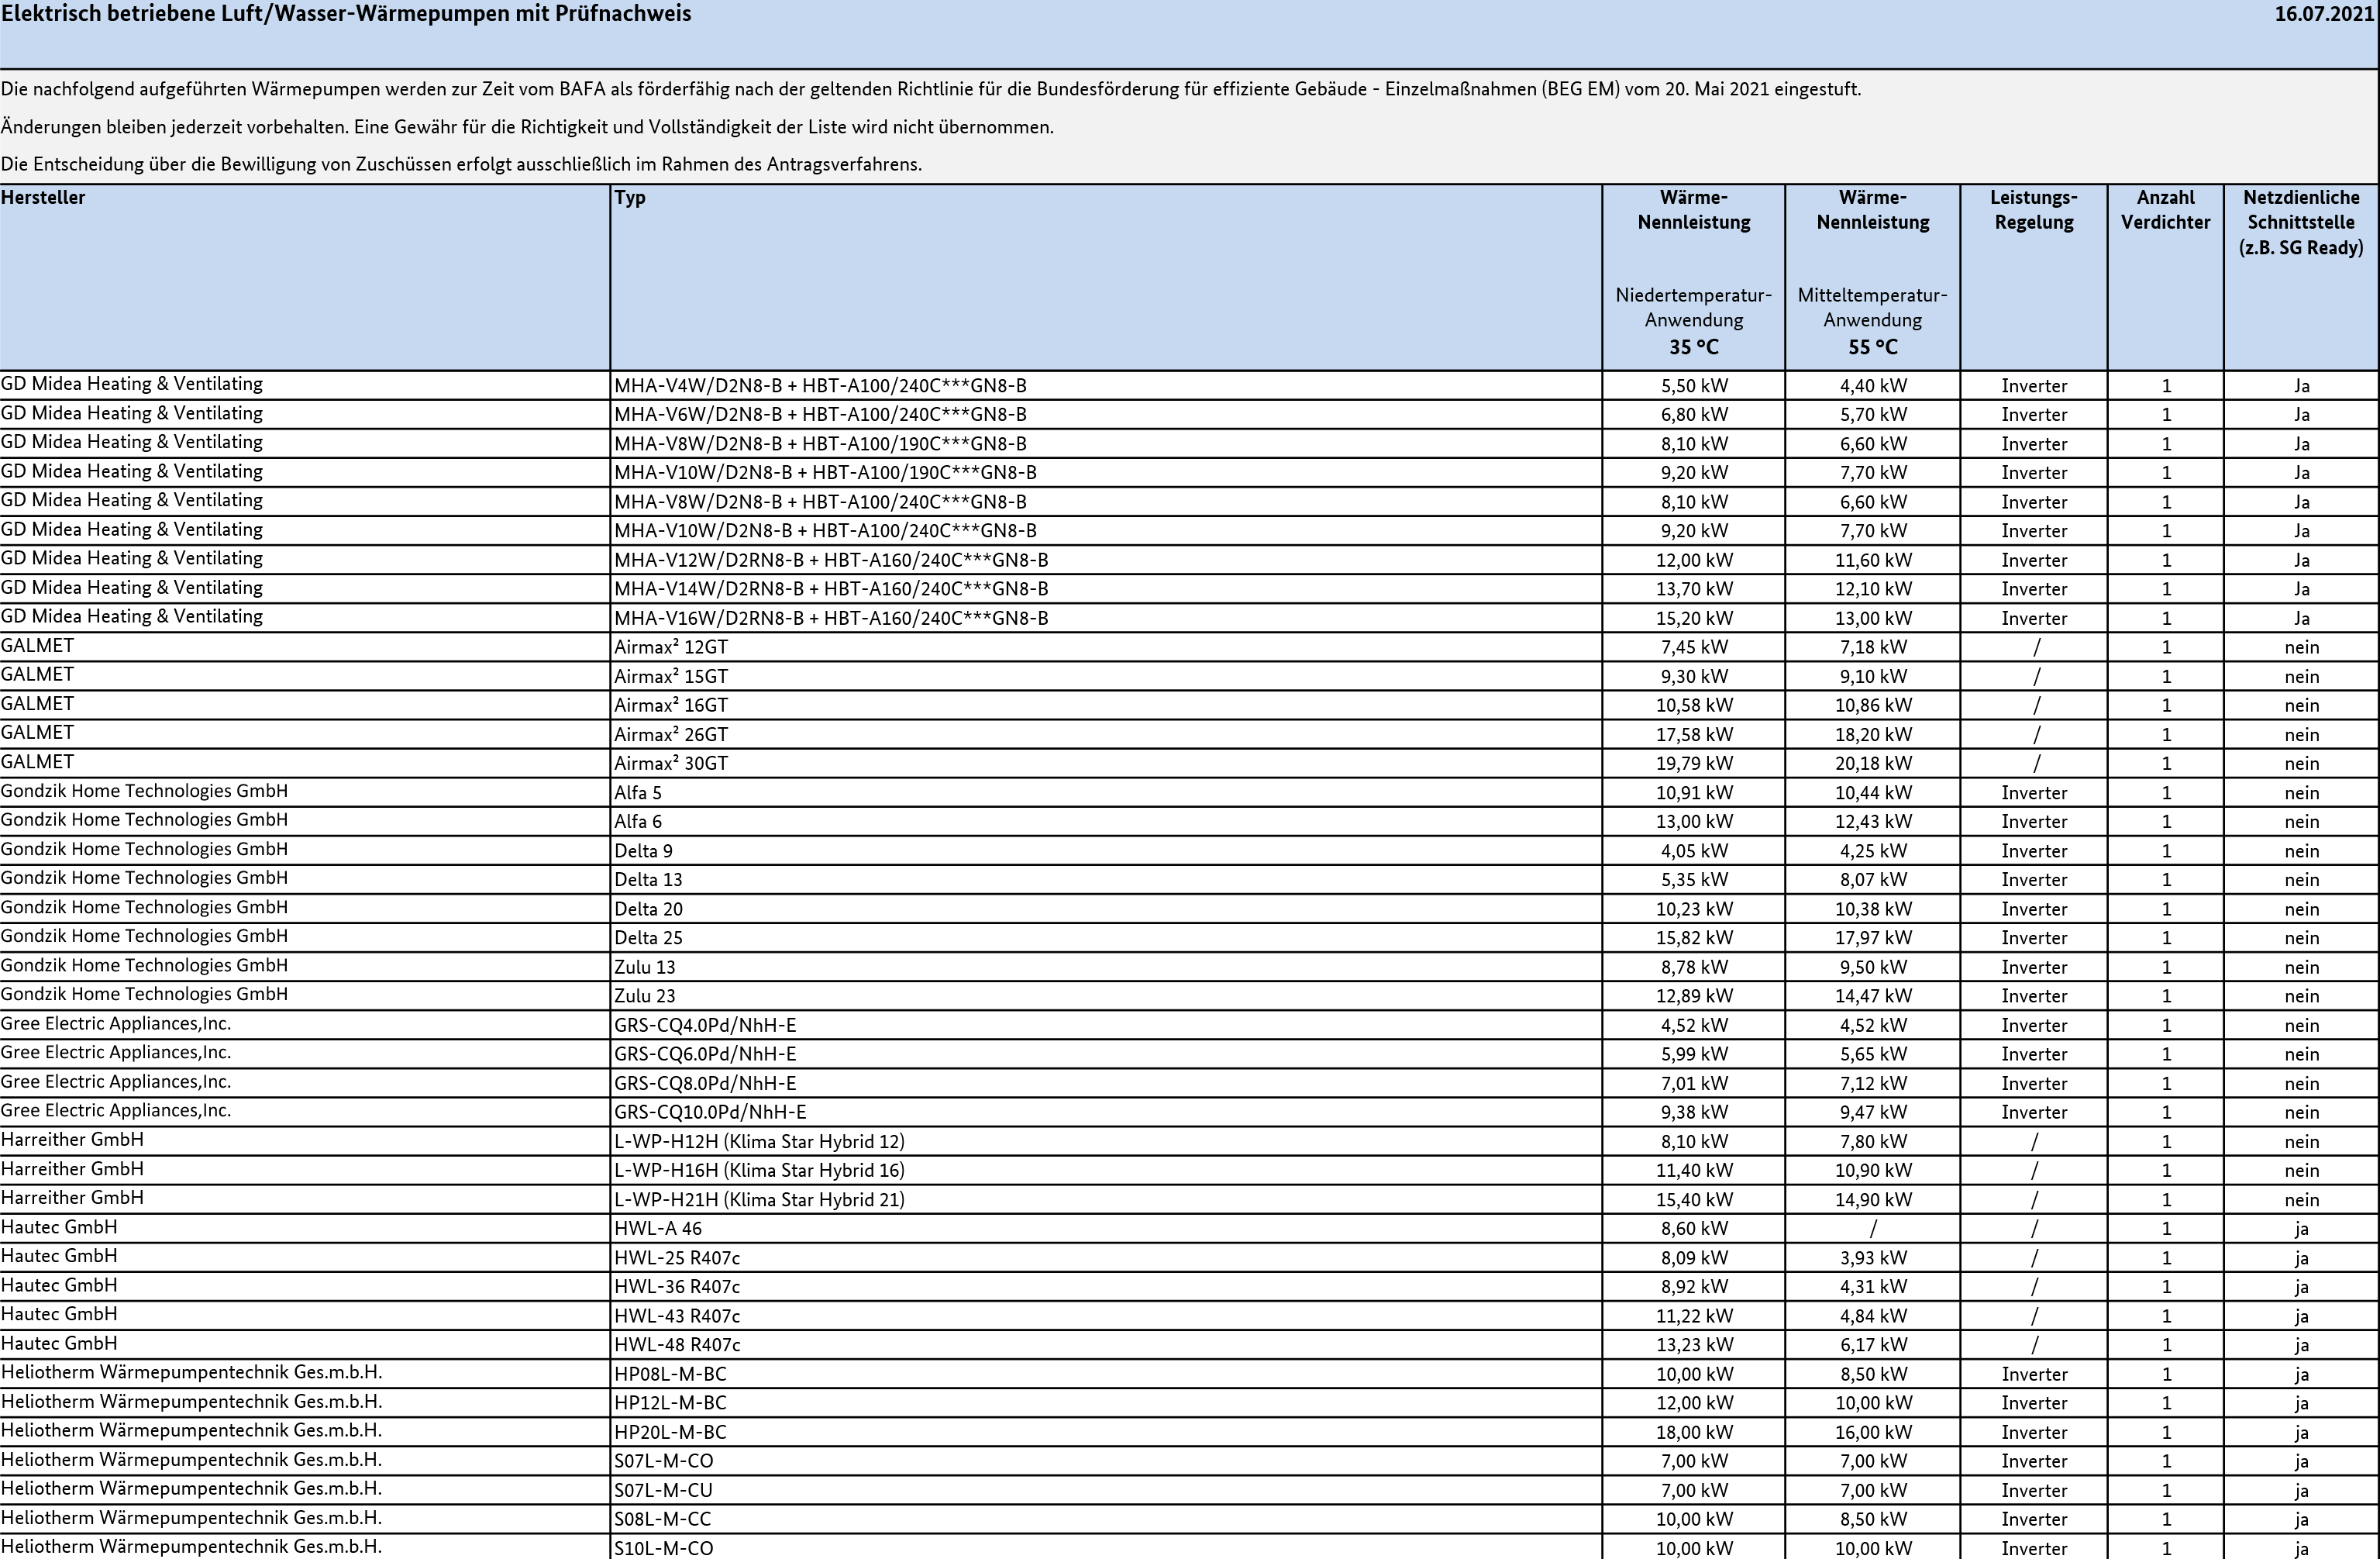 Elektrisch betriebene Luft/Wasser-Wärmepumpen mit Prüfnachweis 16.07.2021
Die nachfolgend aufgeführten Wärmepumpen werden zur Zeit vom BAFA als förderfähig nach der geltenden Richtlinie für die Bundesförderung für effiziente Gebäude - Einzelmaßnahmen (BEG EM) vom 20. Mai 2021 eingestuft.
Änderungen bleiben jederzeit vorbehalten. Eine Gewähr für die Richtigkeit und Vollständigkeit der Liste wird nicht übernommen.
Die Entscheidung über die Bewilligung von Zuschüssen erfolgt ausschließlich im Rahmen des Antragsverfahrens.
Hersteller Typ Wärme- Wärme- Leistungs- Anzahl Netzdienliche
Nennleistung Nennleistung Regelung Verdichter Schnittstelle
(z.B. SG Ready)
Niedertemperatur- Mitteltemperatur-
Anwendung Anwendung
35 °C 55 °C
GD Midea Heating & Ventilating MHA-V4W/D2N8-B + HBT-A100/240C***GN8-B 5,50 kW 4,40 kW Inverter 1 Ja
GD Midea Heating & Ventilating MHA-V6W/D2N8-B + HBT-A100/240C***GN8-B 6,80 kW 5,70 kW Inverter 1 Ja
GD Midea Heating & Ventilating MHA-V8W/D2N8-B + HBT-A100/190C***GN8-B 8,10 kW 6,60 kW Inverter 1 Ja
GD Midea Heating & Ventilating MHA-V10W/D2N8-B + HBT-A100/190C***GN8-B 9,20 kW 7,70 kW Inverter 1 Ja
GD Midea Heating & Ventilating MHA-V8W/D2N8-B + HBT-A100/240C***GN8-B 8,10 kW 6,60 kW Inverter 1 Ja
GD Midea Heating & Ventilating MHA-V10W/D2N8-B + HBT-A100/240C***GN8-B 9,20 kW 7,70 kW Inverter 1 Ja
GD Midea Heating & Ventilating MHA-V12W/D2RN8-B + HBT-A160/240C***GN8-B 12,00 kW 11,60 kW Inverter 1 Ja
GD Midea Heating & Ventilating MHA-V14W/D2RN8-B + HBT-A160/240C***GN8-B 13,70 kW 12,10 kW Inverter 1 Ja
GD Midea Heating & Ventilating MHA-V16W/D2RN8-B + HBT-A160/240C***GN8-B 15,20 kW 13,00 kW Inverter 1 Ja
GALMET Airmax² 12GT 7,45 kW 7,18 kW / 1 nein
GALMET Airmax² 15GT 9,30 kW 9,10 kW / 1 nein
GALMET Airmax² 16GT 10,58 kW 10,86 kW / 1 nein
GALMET Airmax² 26GT 17,58 kW 18,20 kW / 1 nein
GALMET Airmax² 30GT 19,79 kW 20,18 kW / 1 nein
Gondzik Home Technologies GmbH Alfa 5 10,91 kW 10,44 kW Inverter 1 nein
Gondzik Home Technologies GmbH Alfa 6 13,00 kW 12,43 kW Inverter 1 nein
Gondzik Home Technologies GmbH Delta 9 4,05 kW 4,25 kW Inverter 1 nein
Gondzik Home Technologies GmbH Delta 13 5,35 kW 8,07 kW Inverter 1 nein
Gondzik Home Technologies GmbH Delta 20 10,23 kW 10,38 kW Inverter 1 nein
Gondzik Home Technologies GmbH Delta 25 15,82 kW 17,97 kW Inverter 1 nein
Gondzik Home Technologies GmbH Zulu 13 8,78 kW 9,50 kW Inverter 1 nein
Gondzik Home Technologies GmbH Zulu 23 12,89 kW 14,47 kW Inverter 1 nein
Gree Electric Appliances,Inc. GRS-CQ4.0Pd/NhH-E 4,52 kW 4,52 kW Inverter 1 nein
Gree Electric Appliances,Inc. GRS-CQ6.0Pd/NhH-E 5,99 kW 5,65 kW Inverter 1 nein
Gree Electric Appliances,Inc. GRS-CQ8.0Pd/NhH-E 7,01 kW 7,12 kW Inverter 1 nein
Gree Electric Appliances,Inc. GRS-CQ10.0Pd/NhH-E 9,38 kW 9,47 kW Inverter 1 nein
Harreither GmbH L-WP-H12H (Klima Star Hybrid 12) 8,10 kW 7,80 kW / 1 nein
Harreither GmbH L-WP-H16H (Klima Star Hybrid 16) 11,40 kW 10,90 kW / 1 nein
Harreither GmbH L-WP-H21H (Klima Star Hybrid 21) 15,40 kW 14,90 kW / 1 nein
Hautec GmbH HWL-A 46 8,60 kW / / 1 ja
Hautec GmbH HWL-25 R407c 8,09 kW 3,93 kW / 1 ja
Hautec GmbH HWL-36 R407c 8,92 kW 4,31 kW / 1 ja
Hautec GmbH HWL-43 R407c 11,22 kW 4,84 kW / 1 ja
Hautec GmbH HWL-48 R407c 13,23 kW 6,17 kW / 1 ja
Heliotherm Wärmepumpentechnik Ges.m.b.H. HP08L-M-BC 10,00 kW 8,50 kW Inverter 1 ja
Heliotherm Wärmepumpentechnik Ges.m.b.H. HP12L-M-BC 12,00 kW 10,00 kW Inverter 1 ja
Heliotherm Wärmepumpentechnik Ges.m.b.H. HP20L-M-BC 18,00 kW 16,00 kW Inverter 1 ja
Heliotherm Wärmepumpentechnik Ges.m.b.H. S07L-M-CO 7,00 kW 7,00 kW Inverter 1 ja
Heliotherm Wärmepumpentechnik Ges.m.b.H. S07L-M-CU 7,00 kW 7,00 kW Inverter 1 ja
Heliotherm Wärmepumpentechnik Ges.m.b.H. S08L-M-CC 10,00 kW 8,50 kW Inverter 1 ja
Heliotherm Wärmepumpentechnik Ges.m.b.H. S10L-M-CO 10,00 kW 10,00 kW Inverter 1 ja